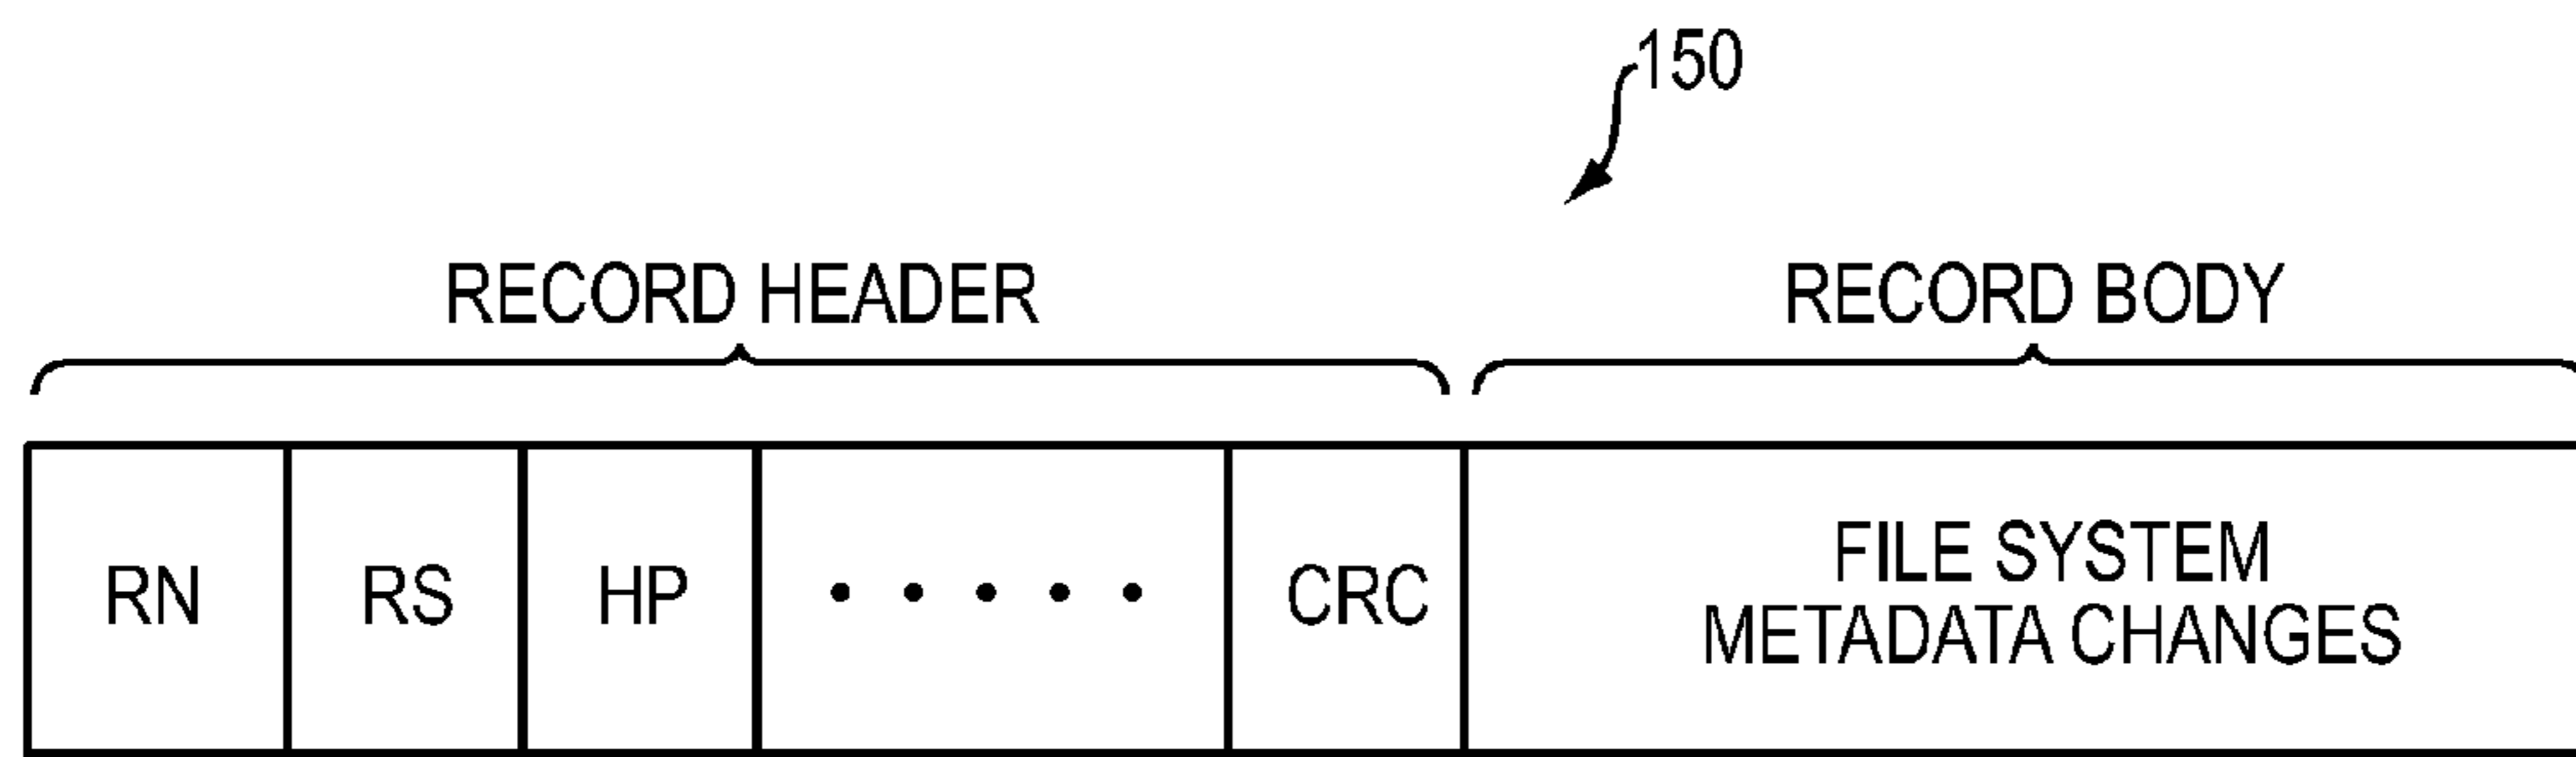 150
RECORD HEADER
RECORD BODY
RN
RS
HP
• • • • •
CRC
FILE SYSTEM
METADATA CHANGES